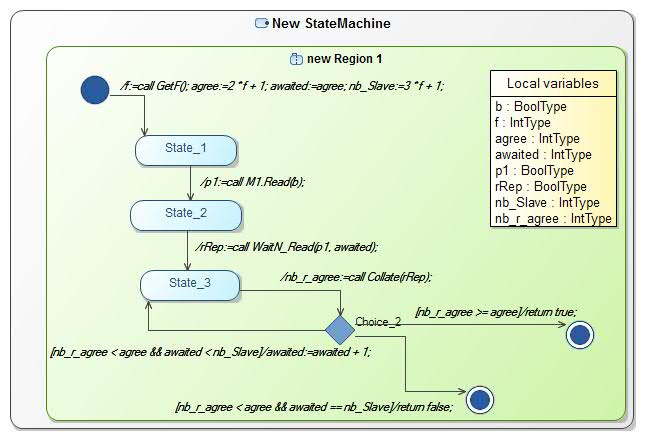 New StateMachine
new Region 1
/f:=call GetF(); agree:=2 * f + 1; awaited:=agree; nb_Slave:=3 * f + 1;
Local variables
b : BoolType
f : IntType
agree : IntType
awaited : IntType
p1 : BoolType
rRep : BoolType
nb_Slave : IntType
nb_r_agree : IntType
State_1
/p1:=call M1.Read(b);
State_2
/rRep:=call WaitN_Read(p1, awaited);
State_3
/nb_r_agree:=call Collate(rRep);
Choice_2
[nb_r_agree >= agree]/return true;
[nb_r_agree < agree && awaited < nb_Slave]/awaited:=awaited + 1;
[nb_r_agree < agree && awaited == nb_Slave]/return false;